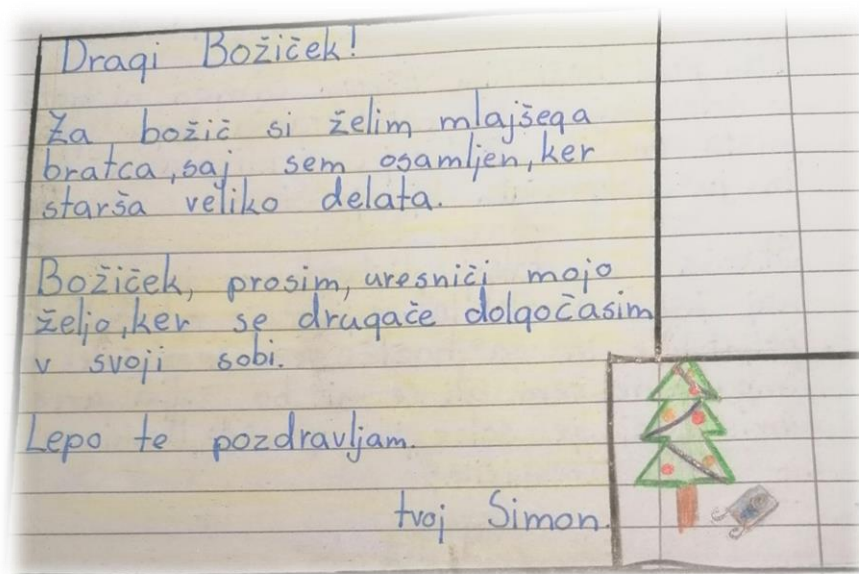 Dragi Božiček!
Za božič si želim mlajšega
bratca, saj sem osamljen, ker
starša veliko delata.
Božiček, prosim, uresniči mojo
željo, ker se drugače dolgočasim
v svoji sobi.
Lepo te pozdravljam.
tvoj Simon.